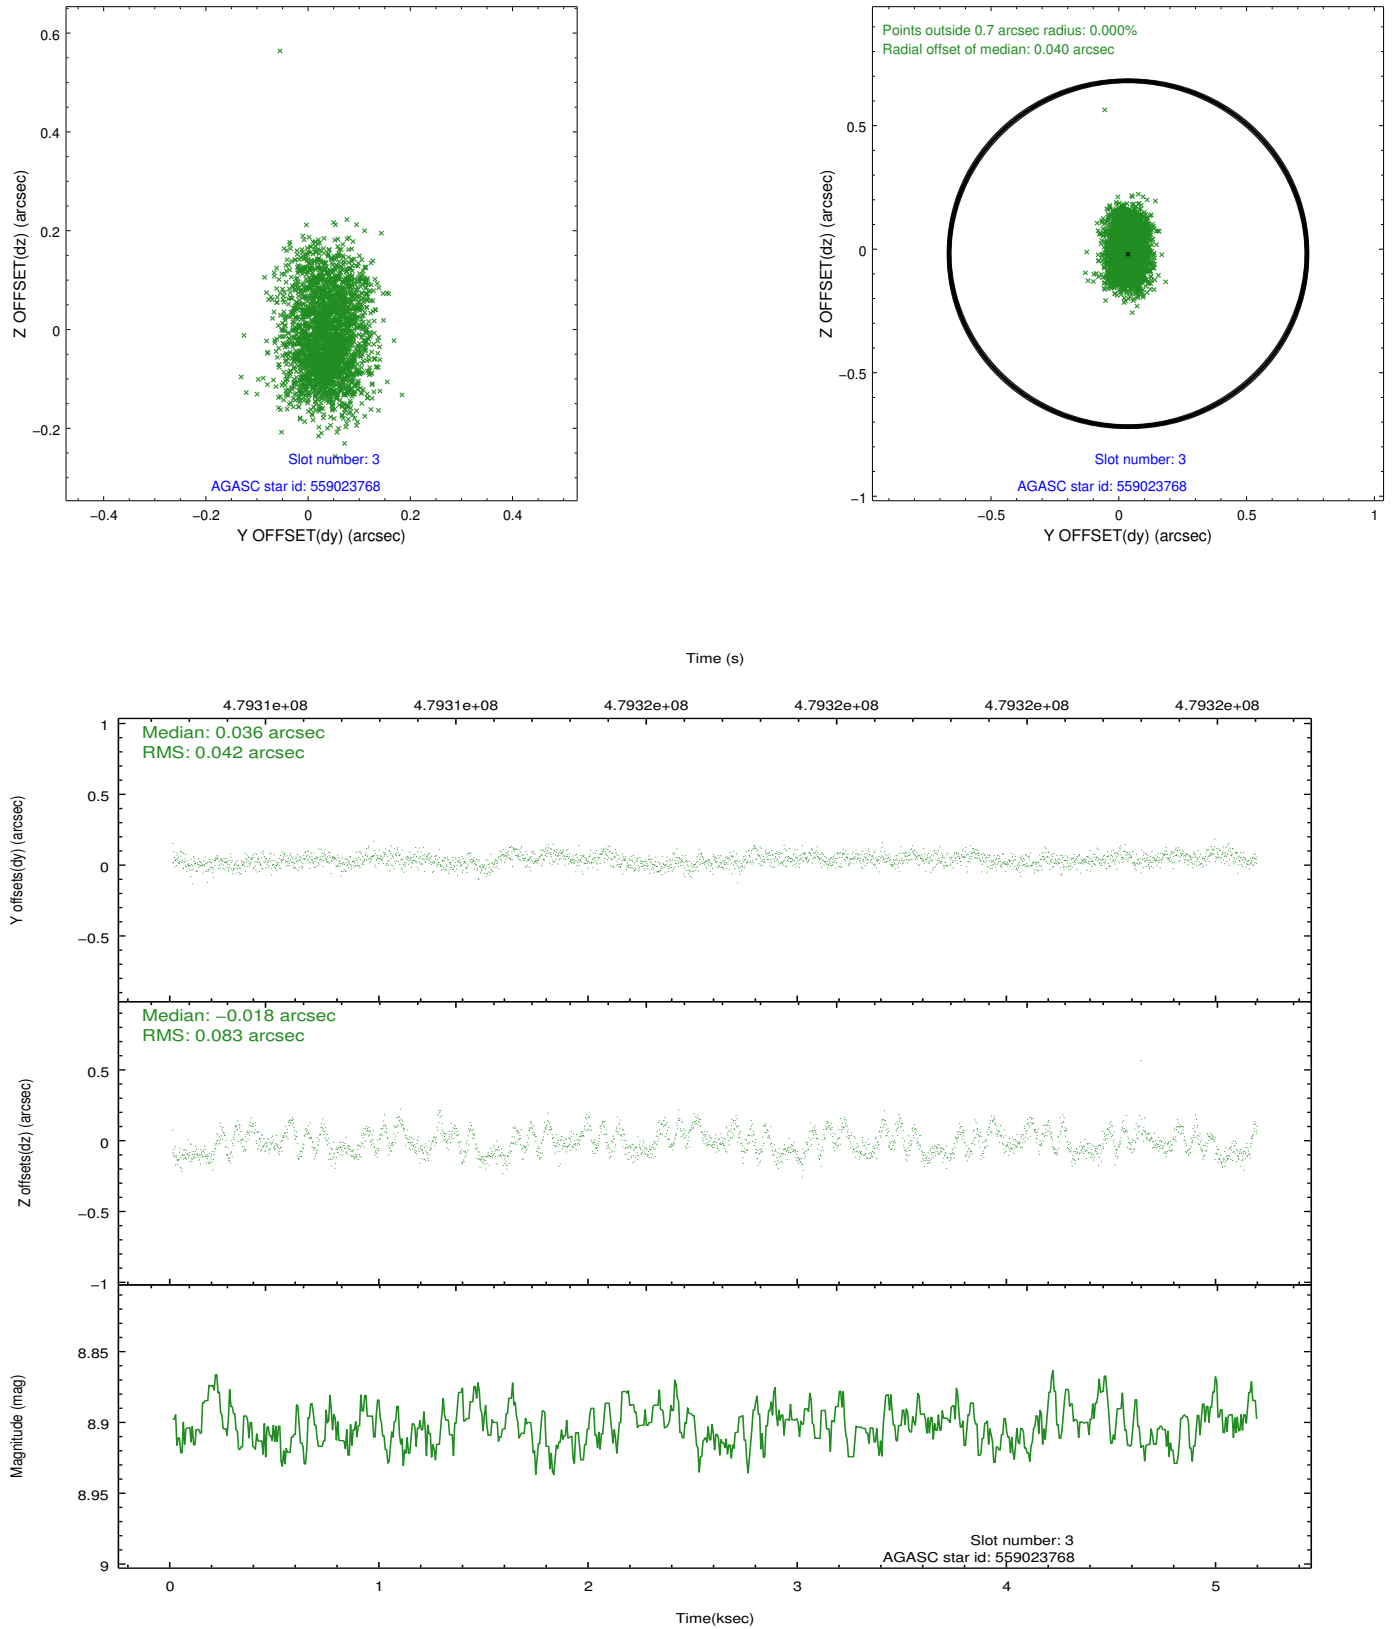 0.6
0.4
0.2
0
−0.2
Z OFFSET(dz) (arcsec)
Slot number: 3
AGASC star id: 559023768
−0.4 −0.2 0 0.2 0.4
Y OFFSET(dy) (arcsec)
Points outside 0.7 arcsec radius: 0.000%
Radial offset of median: 0.040 arcsec
0.5
0
−0.5
−1
Z OFFSET(dz) (arcsec)
Slot number: 3
AGASC star id: 559023768
−0.5 0 0.5 1
Y OFFSET(dy) (arcsec)
Time (s)
4.7931e+08 4.7931e+08 4.7932e+08 4.7932e+08 4.7932e+08 4.7932e+08
Median: 0.036 arcsec
RMS: 0.042 arcsec
1
0.5
0
−0.5
Y offsets(dy) (arcsec)
Median: −0.018 arcsec
RMS: 0.083 arcsec
0.5
0
−0.5
−1
Z offsets(dz) (arcsec)
8.85
8.9
8.95
9
Magnitude (mag)
Slot number: 3
AGASC star id: 559023768
0 1 2 3 4 5
Time(ksec)